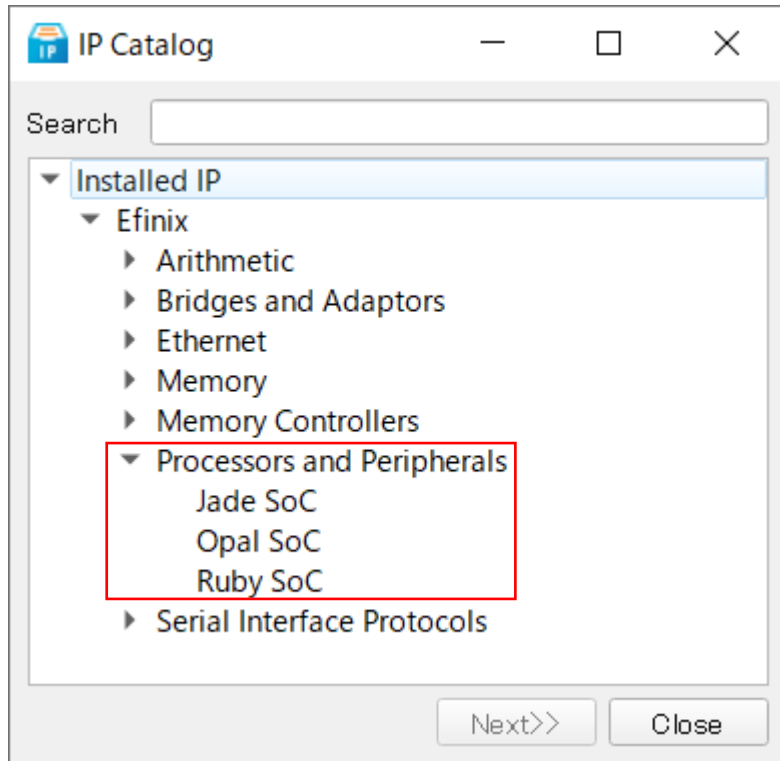 IP
IP Catalog
Search
Installed IP
Efinix
Arithmetic
Bridges and Adaptors
Ethernet
Memory
Memory Controllers
Processors and Peripherals
Jade SoC
Opal SoC
Ruby SoC
Serial Interface Protocols
Next>> Close